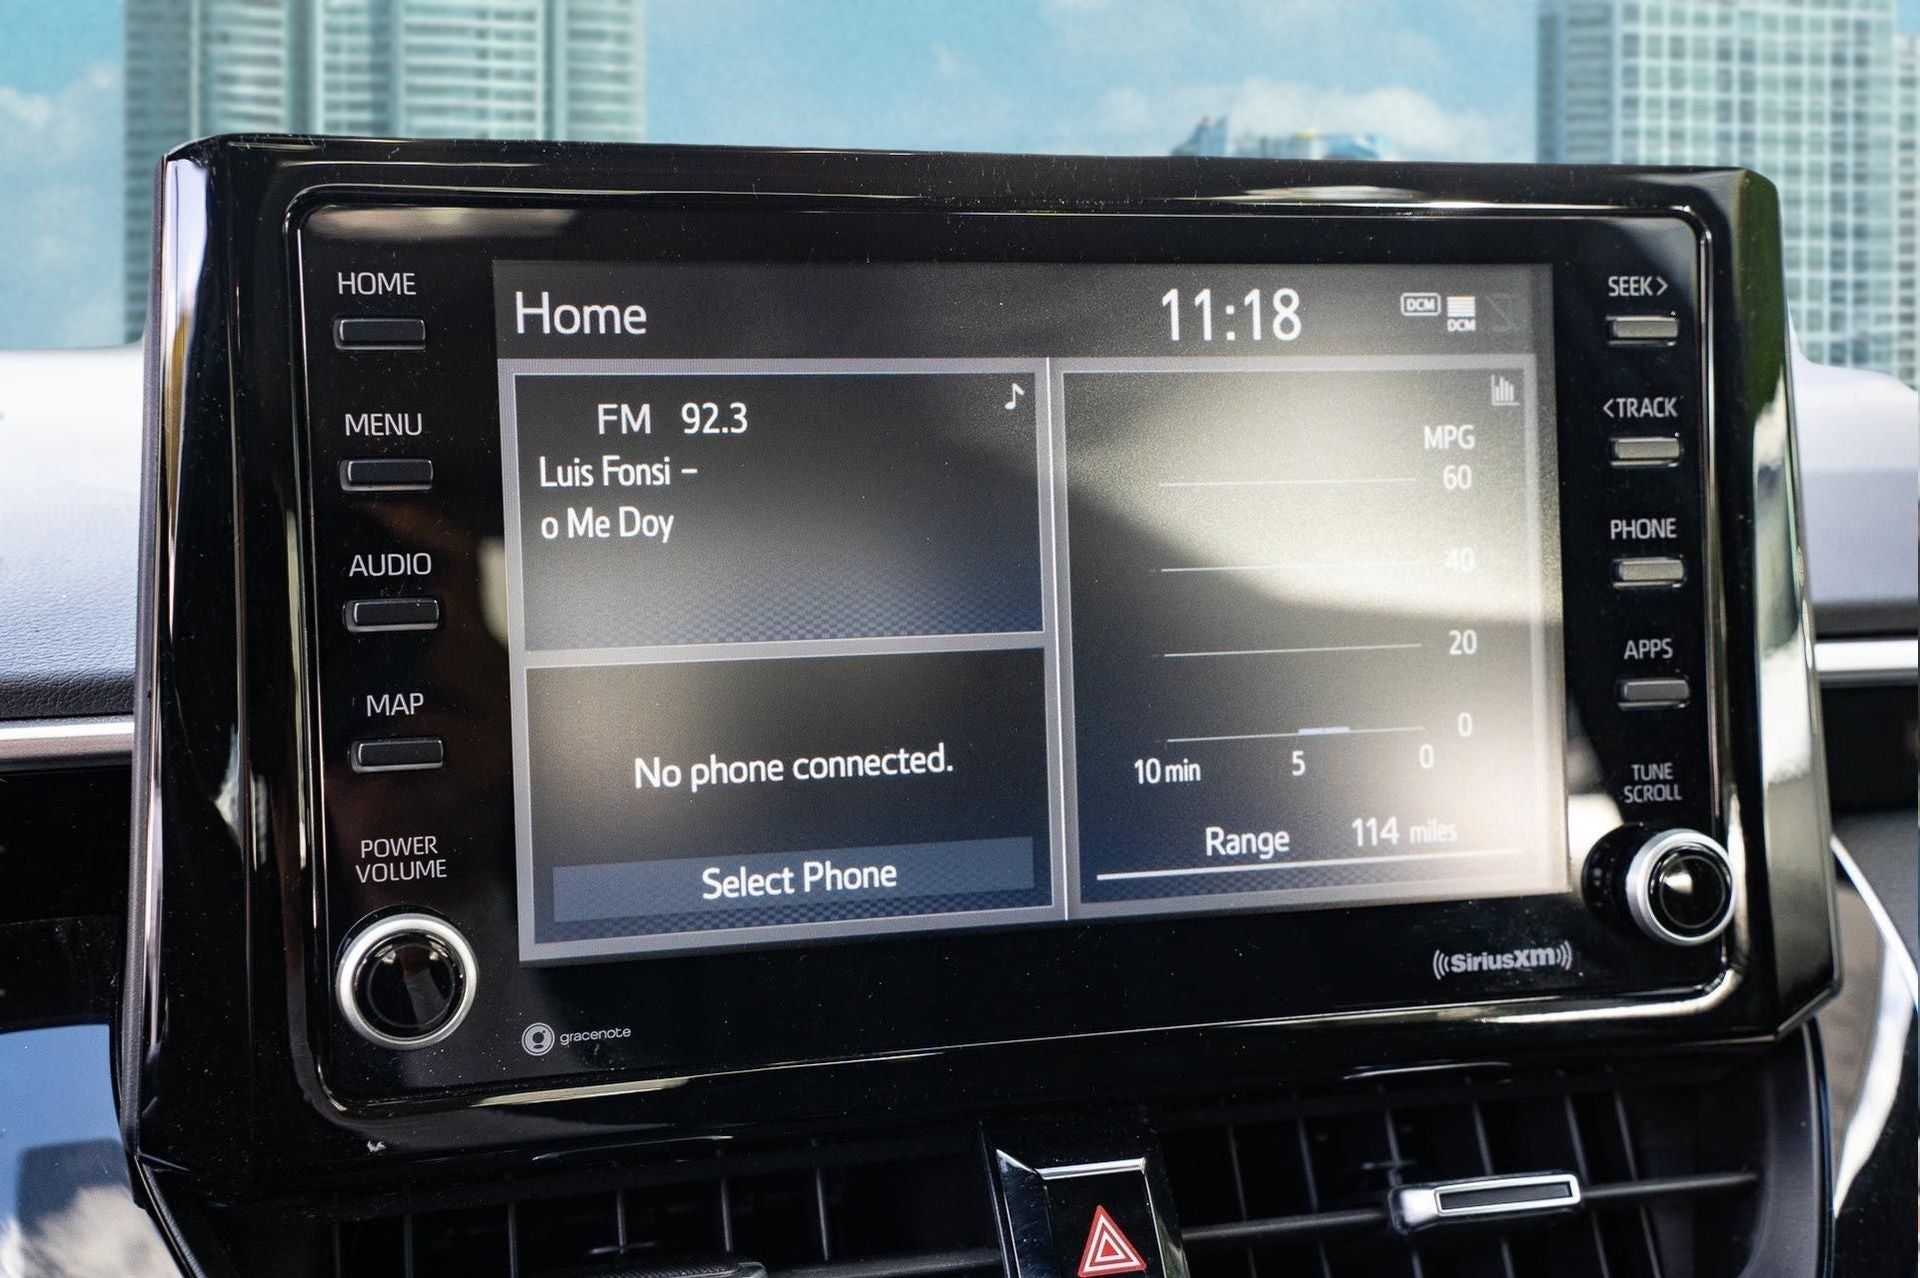 HOME
MENU
AUDIO
MAP
POWER
VOLUME
Home
11:18
DCM
DCM
FM 92.3
Luis Fonsi –
o Me Doy
No phone connected.
Select Phone
MPG
60
40
20
0
10 min 5 0
Range 114 miles
SEEK>
<TRACK
PHONE
APPS
TUNE
SCROLL
gracenote
((SiriusXM))